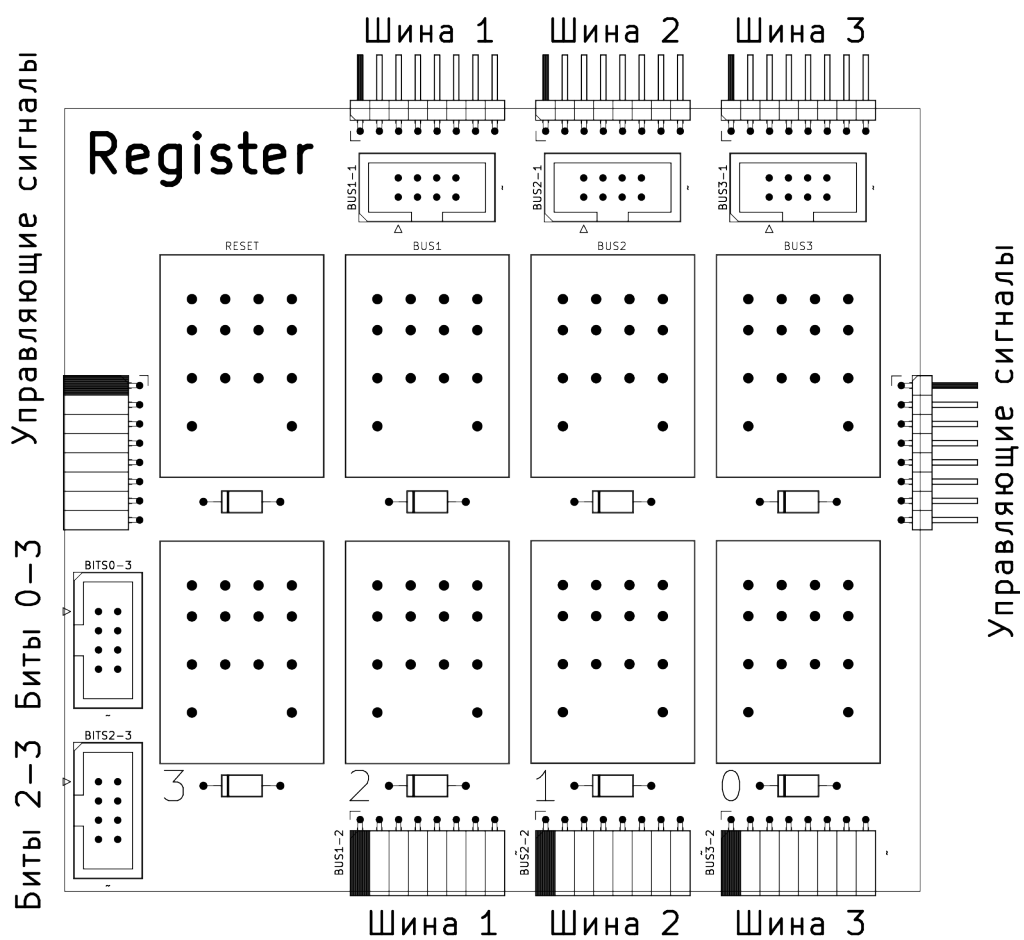 Шина 1
Шина 2
Шина 3
Управляющие сигналы
Register
BUS1-1
BUS2-1
BUS3-1
RESET
BUS1
BUS2
BUS3
Управляющие сигналы
Биты 0-3
BITS0-3
Биты 2-3
BITS2-3
3
2
1
0
BUS1-2
BUS2-2
BUS3-2
Шина 1
Шина 2
Шина 3